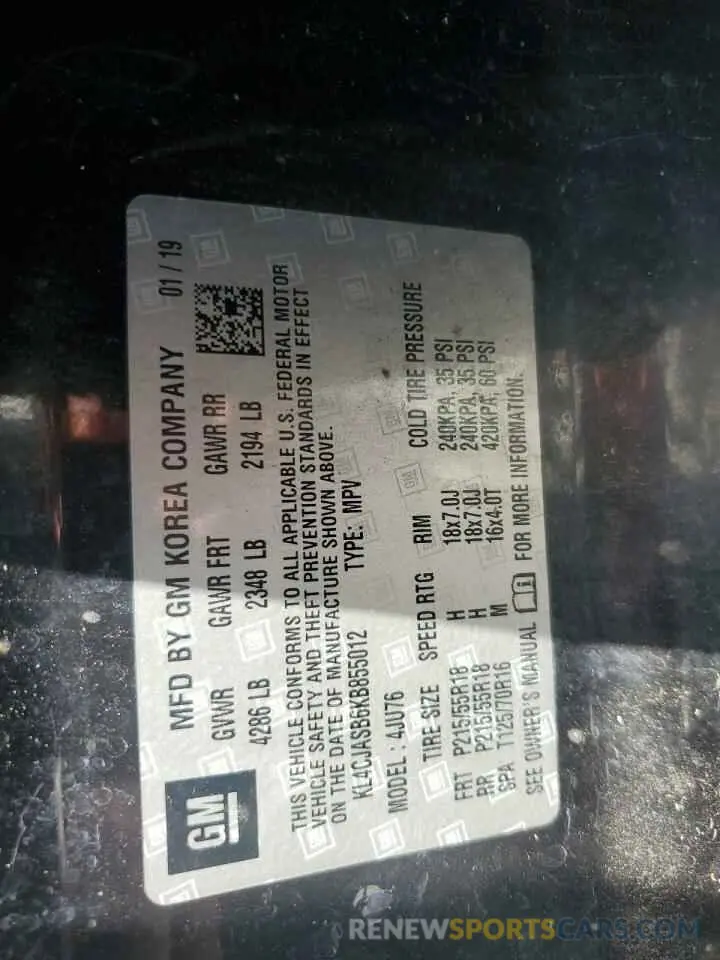 GM
MFD BY GM KOREA COMPANY 01/19
GVWR GAWR FRT GAWR RR
4286 LB 2348 LB 2194 LB
THIS VEHICLE CONFORMS TO ALL APPLICABLE U.S. FEDERAL MOTOR
VEHICLE SAFETY AND THEFT PREVENTION STANDARDS IN EFFECT
ON THE DATE OF MANUFACTURE SHOWN ABOVE.
KL4CJASB6KB855012 TYPE: MPV
MODEL : 4JU76
TIRE SIZE SPEED RTG RIM COLD TIRE PRESSURE
FRT P215/55R18 H 18x7.0J 240KPA, 35 PSI
RR P215/55R18 H 18x7.0J 240KPA, 35 PSI
SPA T125/70R16 M 16x4.0T 420KPA, 60 PSI
SEE OWNER'S MANUAL FOR MORE INFORMATION.
RENEWSPORTSCARS.COM